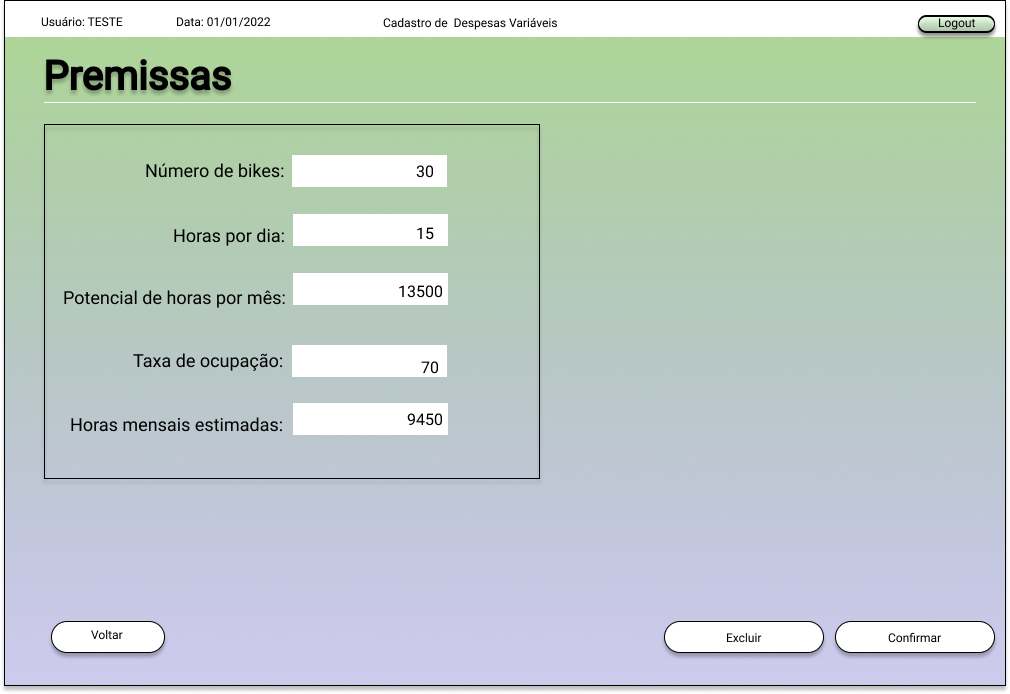 Usuário: TESTE Data: 01/01/2022 Cadastro de Despesas Variáveis Logout
Premissas
Número de bikes: 30
Horas por dia: 15
Potencial de horas por mês: 13500
Taxa de ocupação: 70
Horas mensais estimadas: 9450
Voltar Excluir Confirmar